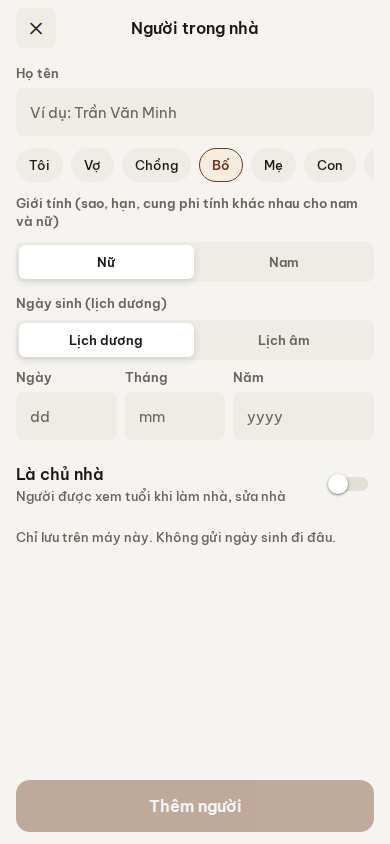 Người trong nhà
Họ tên
Ví dụ: Trần Văn Minh
Tôi
Vợ
Chồng
Bố
Mẹ
Con
Giới tính (sao, hạn, cung phi tính khác nhau cho nam
và nữ)
Nữ
Nam
Ngày sinh (lịch dương)
Lịch dương
Lịch âm
Ngày
Tháng
Năm
dd
mm
yyyy
Là chủ nhà
Người được xem tuổi khi làm nhà, sửa nhà
Chỉ lưu trên máy này. Không gửi ngày sinh đi đâu.
Thêm người